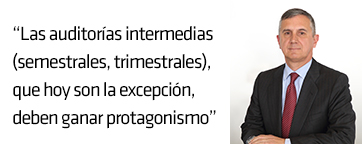 “Las auditorías intermedias
(semestrales, trimestrales),
que hoy son la excepción,
deben ganar protagonismo”